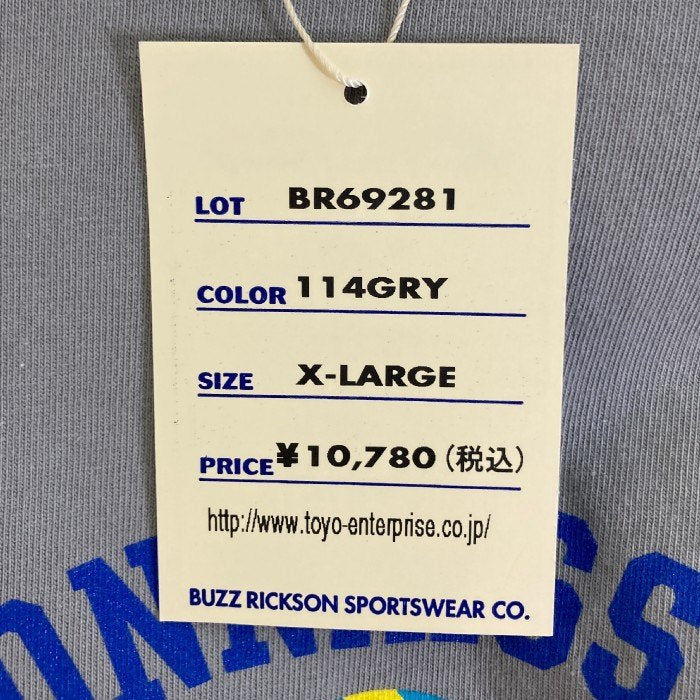 LOT BR69281
COLOR 114GRY
SIZE X-LARGE
PRICE ¥10,780(税込)
http://www.toyo-enterprise.co.jp/
BUZZ RICKSON SPORTSWEAR CO.